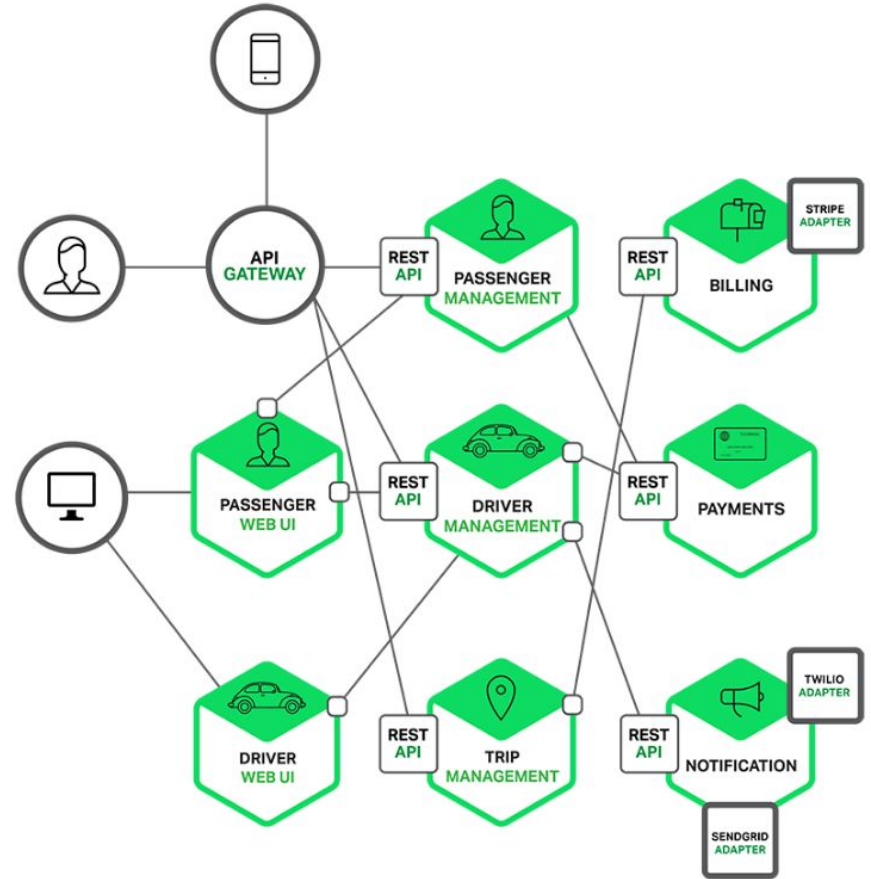 API
GATEWAY
REST
API
PASSENGER
MANAGEMENT
REST
API
BILLING
STRIPE
ADAPTER
PASSENGER
WEB UI
REST
API
DRIVER
MANAGEMENT
REST
API
PAYMENTS
DRIVER
WEB UI
REST
API
TRIP
MANAGEMENT
REST
API
NOTIFICATION
TWILIO
ADAPTER
SENDGRID
ADAPTER